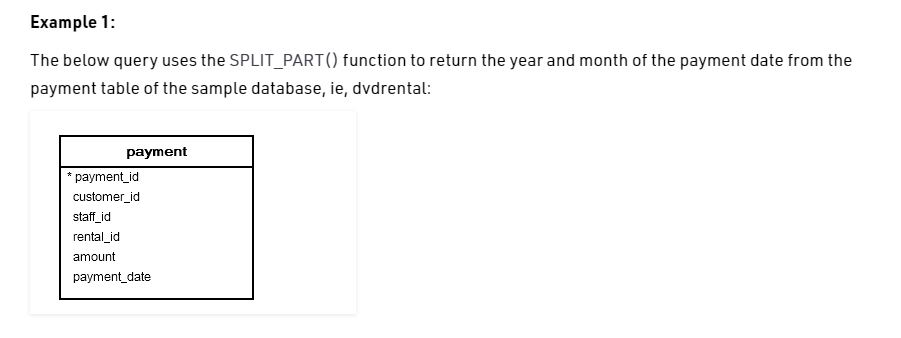 Example 1:
The below query uses the SPLIT_PART() function to return the year and month of the payment date from the
payment table of the sample database, ie, dvdrental:
payment
* payment_id
customer_id
staff_id
rental_id
amount
payment_date